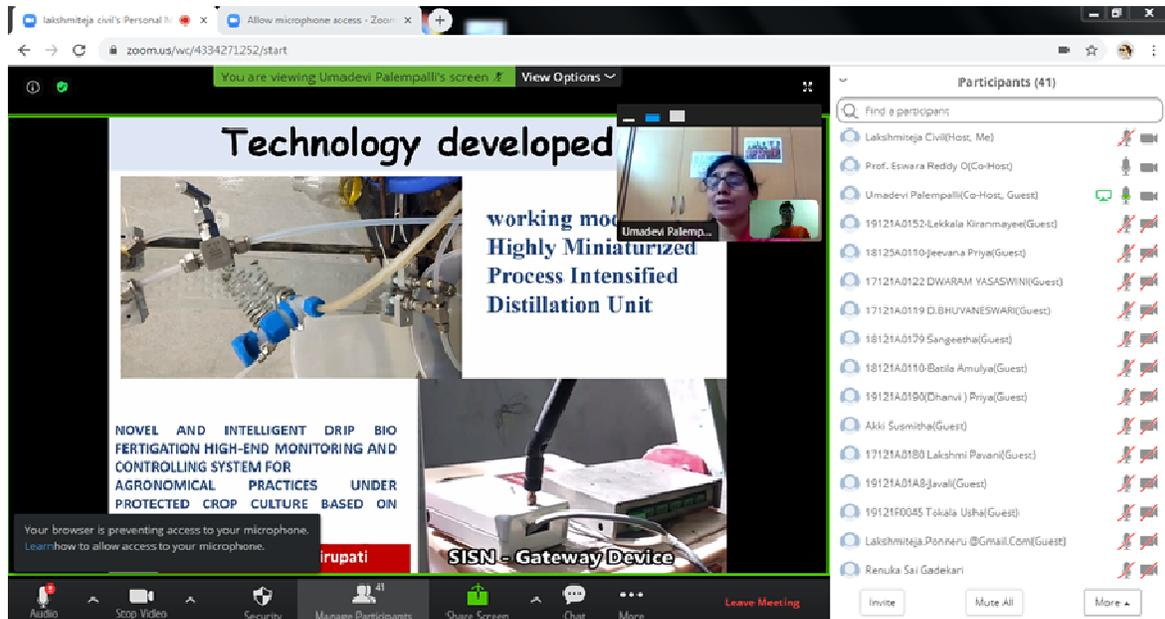 lakshmiteja civil's Personal M
Allow microphone access - Zoom
zoom.us/wc/4334271252/start
You are viewing Umadevi Palempalli's screen
View Options
Participants (41)
Find a participant
Technology developed
working
Highly Miniaturized
Process Intensified
Distillation Unit
Umadevi Palemp...
NOVEL AND INTELLIGENT DRIP BIO
FERTIGATION HIGH-END MONITORING AND
CONTROLLING SYSTEM FOR
AGRONOMICAL PRACTICES UNDER
PROTECTED CROP CULTURE BASED ON
Your browser is preventing access to your microphone.
Learnhow to allow access to your microphone.
irupati
SISN - Gateway Device
Lakshmiteja Civil(Host, Me)
Prof. Eswara Reddy O(Co-Host)
Umadevi Palempalli(Co-Host, Guest)
19121A0152-Lekkala Kiranmayee(Guest)
18125A0110-Jeevana Priya(Guest)
17121A0122 DWARAM YASASWINI(Guest)
17121A0119 D.BHUVANESWARI(Guest)
18121A0179 Sangeetha(Guest)
18121A0110-Batila Amulya(Guest)
19121A0190(Dhanvi ) Priya(Guest)
Akki Susmitha(Guest)
17121A0180 Lakshmi Pavani(Guest)
19121A01A8-Javali(Guest)
19121F0045 Tokala Usha(Guest)
Lakshmiteja.Ponneru @Gmail.Com(Guest)
Renuka Sai Gadekari
Audio
Stop Video
Security
41
Manage Participants
Share Screen
Chat
More
Leave Meeting
Invite
Mute All
More